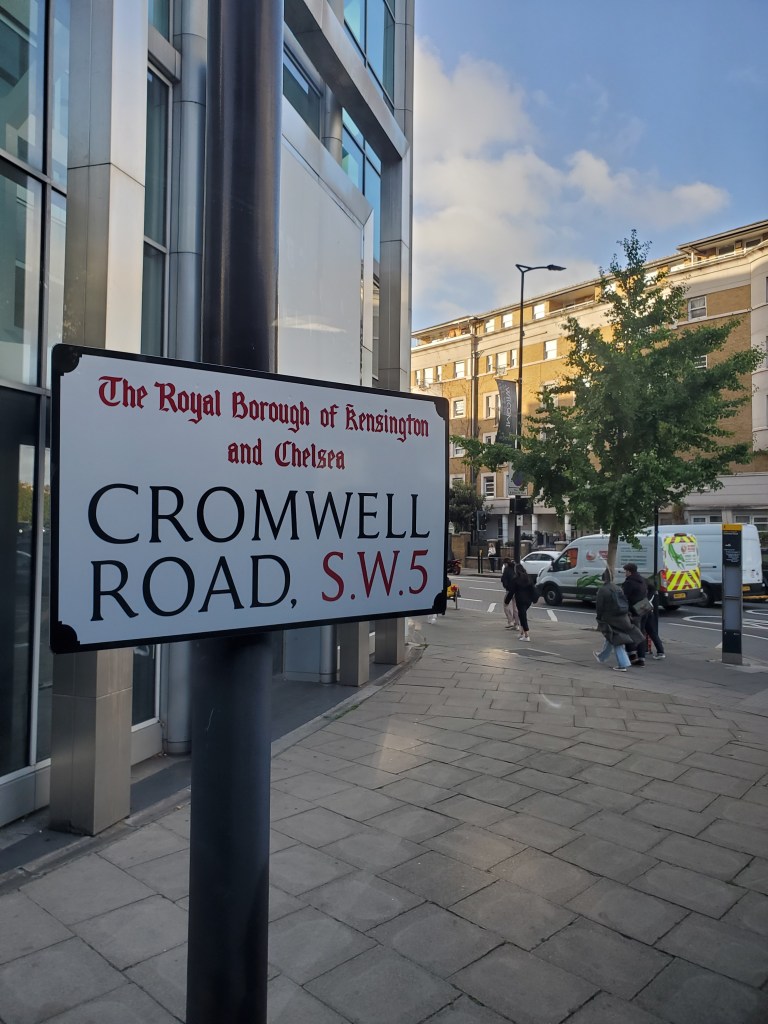 The Royal Borough of Kensington
and Chelsea
CROMWELL
ROAD, S.W.5